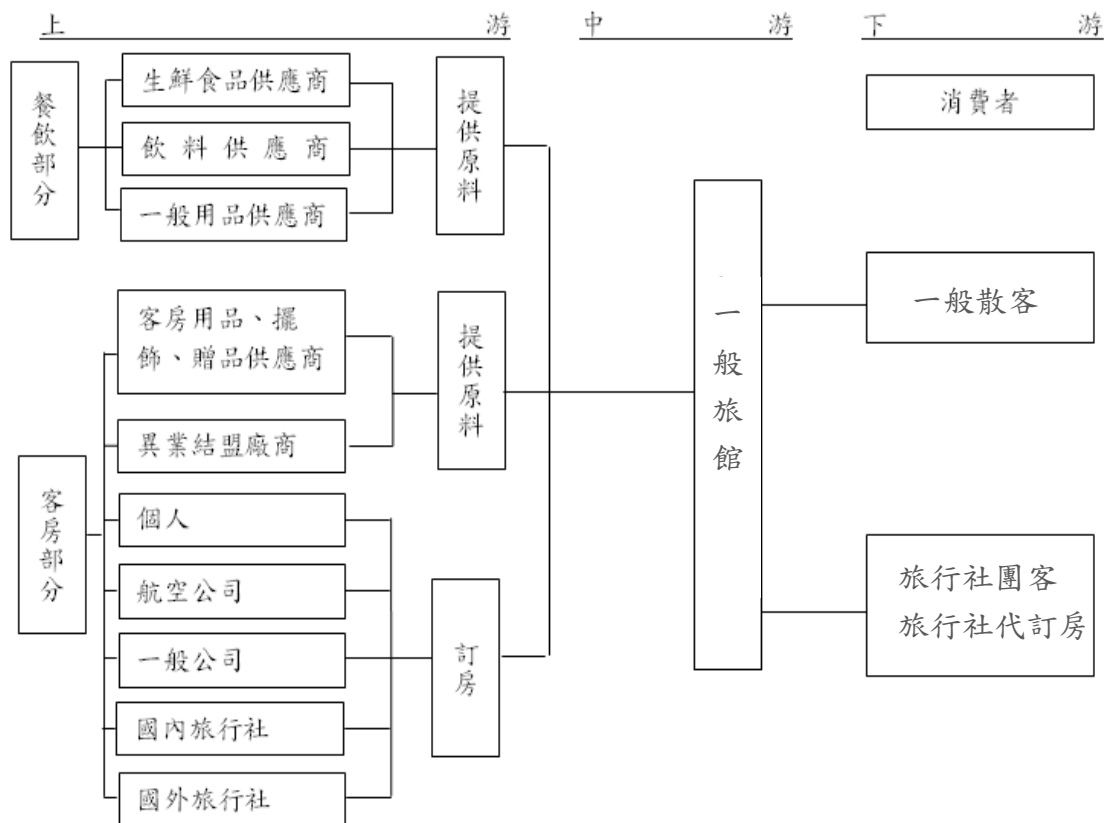 上游
中游
下游
餐飲部分
生鮮食品供應商
飲料供應商
一般用品供應商
提供原料
客房部分
客房用品、擺
飾、贈品供應商
異業結盟廠商
提供原料
個人
航空公司
一般公司
國內旅行社
國外旅行社
訂房
一般旅館
消費者
一般散客
旅行社團客
旅行社代訂房